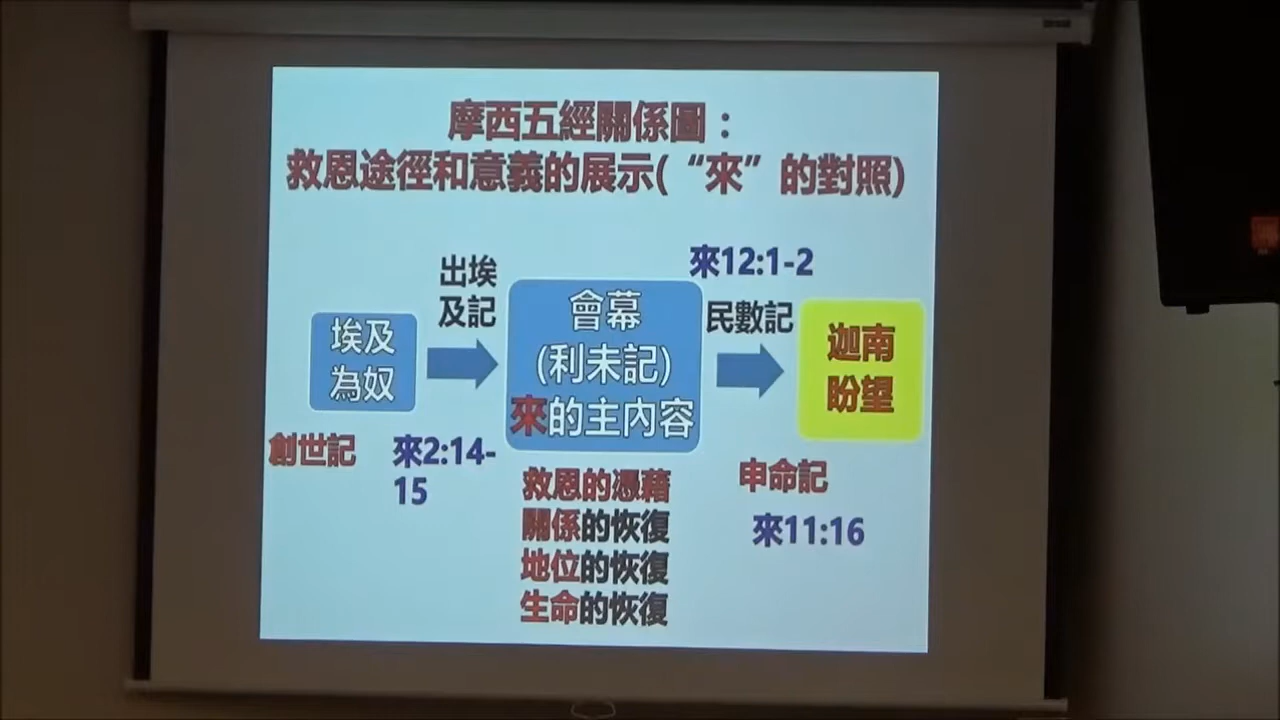 摩西五經關係圖：
救恩途徑和意義的展示(“來”的對照)
埃及
為奴
創世記
來2:14-
15
出埃
及記
會幕
(利未記)
來的主內容
救恩的憑藉
關係的恢復
地位的恢復
生命的恢復
來12:1-2
民數記
迦南
盼望
申命記
來11:16